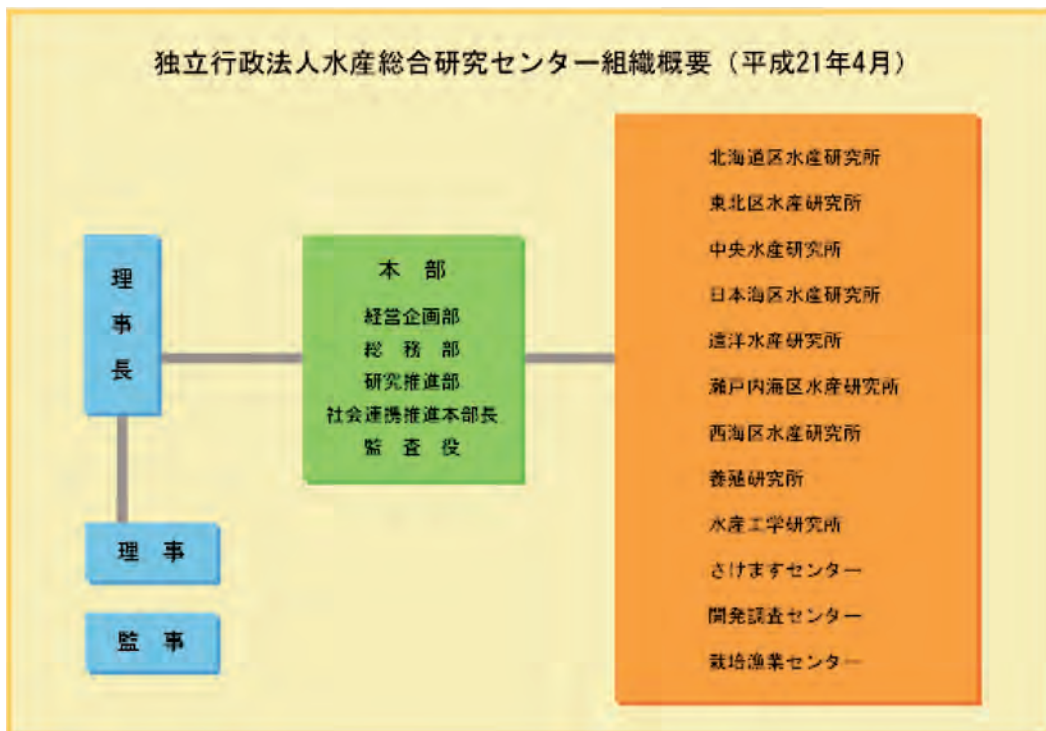 独立行政法人水産総合研究センター組織概要（平成21年4月）
理事長
理 事
監 事
本 部
経営企画部
総 務 部
研究推進部
社会連携推進本部長
監 査 役
北海道区水産研究所
東北区水産研究所
中央水産研究所
日本海区水産研究所
遠洋水産研究所
瀬戸内海区水産研究所
西海区水産研究所
養殖研究所
水産工学研究所
さけますセンター
開発調査センター
栽培漁業センター